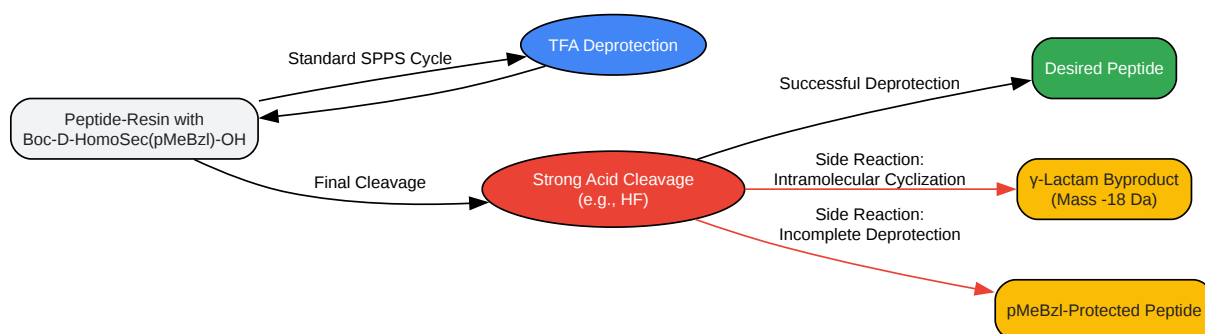 Standard SPPS Cycle
TFA Deprotection
Peptide-Resin with
Boc-D-HomoSec(pMeBzl)-OH
Final Cleavage
Strong Acid Cleavage
(e.g., HF)
Successful Deprotection
Desired Peptide
Side Reaction:
Intramolecular Cyclization
γ-Lactam Byproduct
(Mass -18 Da)
Side Reaction:
Incomplete Deprotection
pMeBzl-Protected Peptide